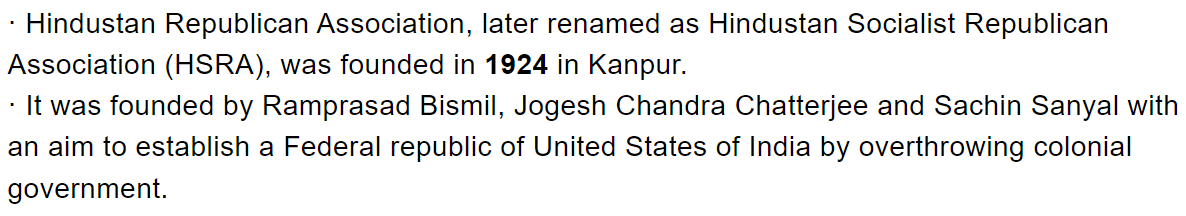 · Hindustan Republican Association, later renamed as Hindustan Socialist Republican
Association (HSRA), was founded in 1924 in Kanpur.
· It was founded by Ramprasad Bismil, Jogesh Chandra Chatterjee and Sachin Sanyal with
an aim to establish a Federal republic of United States of India by overthrowing colonial
government.